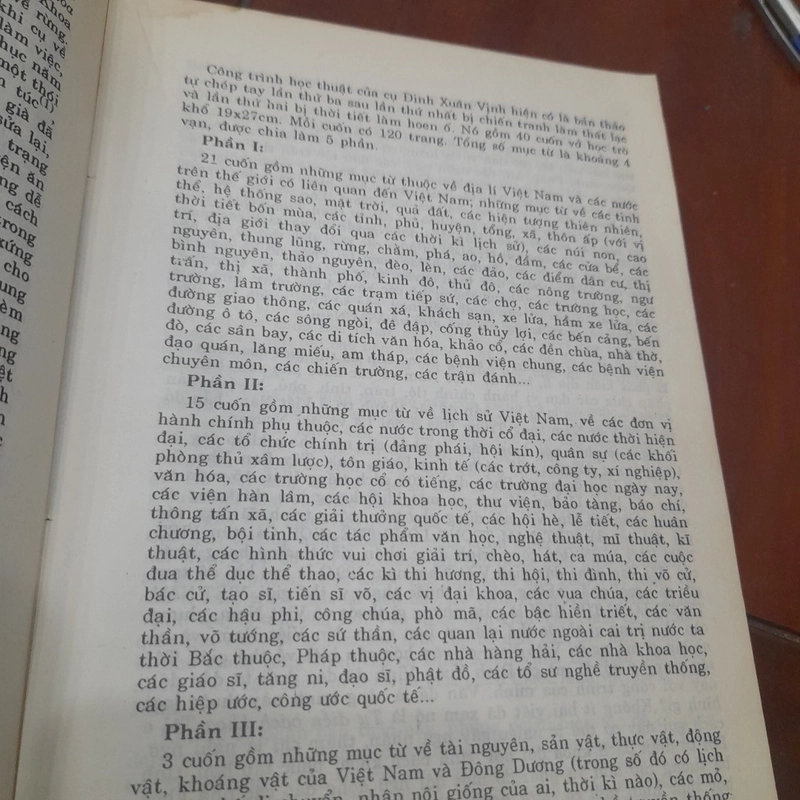 Công trình học thuật của cụ Đinh Xuân Vịnh hiện có là bản thảo
tự chép tay lần thứ ba sau lần thứ nhất bị chiến tranh làm thất lạc
và lần thứ hai bị thời tiết làm hoen ố. Nó gồm 40 cuốn vở học trò
khổ 19x27cm. Mỗi cuốn có 120 trang. Tổng số mục từ là khoảng 4
vạn, được chia làm 5 phần.
Phần I:
21 cuốn gồm những mục từ thuộc về địa lí Việt Nam và các nước
trên thế giới có liên quan đến Việt Nam; những mục từ về các tinh
thể, hệ thống sao, mặt trời, quả đất, các hiện tượng thiên nhiên,
thời tiết bốn mùa, các tỉnh, phủ, huyện, tổng, xã, thôn ấp (với vị
trí, địa giới thay đổi qua các thời kì lịch sử), các núi non, cao
nguyên, thung lũng, rừng, chằm, phá, ao, hồ, đầm, các cửa bể, các
bình nguyên, thảo nguyên, đèo, lèn, các đảo, các điểm dân cư, thị
trấn, thị xã, thành phố, kinh đô, thủ đô, các nông trường, ngư
trường, lâm trường, các trạm tiếp sứ, các chợ, các trường học, các
đường giao thông, các quán xá, khách sạn, xe lửa, hầm xe lửa, các
đường ô tô, các sông ngòi, đê đập, cống thủy lợi, các bến cảng, bến
đò, các sân bay, các di tích văn hóa, khảo cổ, các đền chùa, nhà thờ,
đạo quán, lăng miếu, am tháp, các bệnh viện chung, các bệnh viện
chuyên môn, các chiến trường, các trận đánh...
Phần II:
15 cuốn gồm những mục từ về lịch sử Việt Nam, về các đơn vị
hành chính phụ thuộc, các nước trong thời cổ đại, các nước thời hiện
đại, các tổ chức chính trị (đảng phái, hội kín), quân sự (các khối
phòng thủ xâm lược), tôn giáo, kinh tế (các trớt, công ty, xí nghiệp),
văn hóa, các trường học cổ có tiếng, các trường đại học ngày nay,
các viện hàn lâm, các hội khoa học, thư viện, bảo tàng, báo chí,
thông tấn xã, các giải thưởng quốc tế, các hội hè, lễ tiết, các huân
chương, bội tinh, các tác phẩm văn học, nghệ thuật, mĩ thuật, kĩ
thuật, các hình thức vui chơi giải trí, chèo, hát, ca múa, các cuộc
đua thể dục thể thao, các kì thi hương, thi hội, thi đình, thi võ cử,
bác cử, tạo sĩ, tiến sĩ võ, các vị đại khoa, các vua chúa, các triều
đại, các hậu phi, công chúa, phò mã, các bậc hiền triết, các văn
thần, võ tướng, các sứ thần, các quan lại nước ngoài cai trị nước ta
thời Bắc thuộc, Pháp thuộc, các nhà hàng hải, các nhà khoa học,
các giáo sĩ, tăng ni, đạo sĩ, phật đồ, các tổ sư nghề truyền thống,
các hiệp ước, công ước quốc tế...
Phần III:
3 cuốn gồm những mục từ về tài nguyên, sản vật, thực vật, động
vật, khoáng vật của Việt Nam và Đông Dương (trong số đó có lịch
nhân nội giống của ai, thời kì nào), các mỏ,